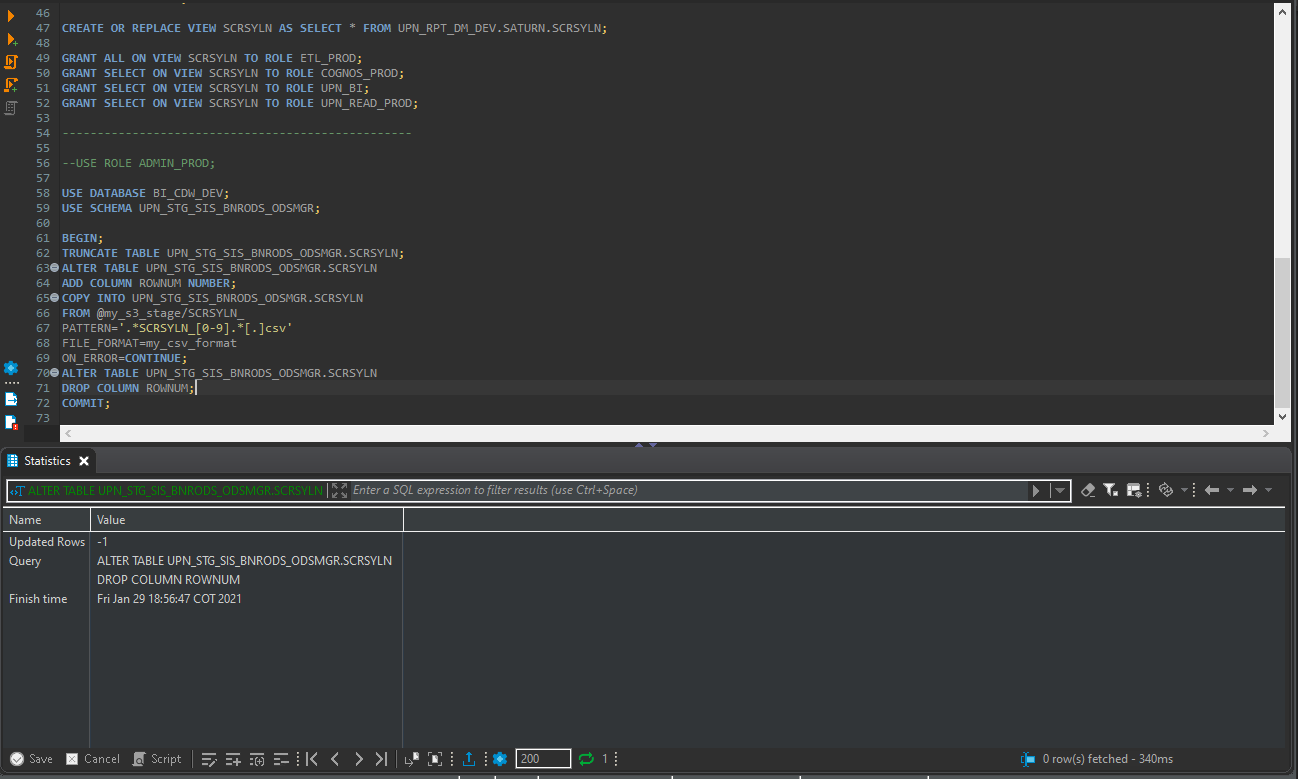 46
47 CREATE OR REPLACE VIEW SCRSYLN AS SELECT * FROM UPN_RPT_DM_DEV.SATURN.SCRSYLN;
48
49 GRANT ALL ON VIEW SCRSYLN TO ROLE ETL_PROD;
50 GRANT SELECT ON VIEW SCRSYLN TO ROLE COGNOS_PROD;
51 GRANT SELECT ON VIEW SCRSYLN TO ROLE UPN_BI;
52 GRANT SELECT ON VIEW SCRSYLN TO ROLE UPN_READ_PROD;
53
54 --------------------------------------------------
55
56 --USE ROLE ADMIN_PROD;
57
58 USE DATABASE BI_CDW_DEV;
59 USE SCHEMA UPN_STG_SIS_BNRODS_ODSMGR;
60
61 BEGIN;
62 TRUNCATE TABLE UPN_STG_SIS_BNRODS_ODSMGR.SCRSYLN;
63 ALTER TABLE UPN_STG_SIS_BNRODS_ODSMGR.SCRSYLN
64 ADD COLUMN ROWNUM NUMBER;
65 COPY INTO UPN_STG_SIS_BNRODS_ODSMGR.SCRSYLN
66 FROM @my_s3_stage/SCRSYLN_
67 PATTERN='.*SCRSYLN_[0-9].*[.]csv'
68 FILE_FORMAT=my_csv_format
69 ON_ERROR=CONTINUE;
70 ALTER TABLE UPN_STG_SIS_BNRODS_ODSMGR.SCRSYLN
71 DROP COLUMN ROWNUM;
72 COMMIT;
73
Statistics
ALTER TABLE UPN_STG_SIS_BNRODS_ODSMGR.SCRSYLN Enter a SQL expression to filter results (use Ctrl+Space)
Name Value
Updated Rows -1
Query ALTER TABLE UPN_STG_SIS_BNRODS_ODSMGR.SCRSYLN
DROP COLUMN ROWNUM
Finish time Fri Jan 29 18:56:47 COT 2021
Save Cancel Script 200 1 0 row(s) fetched - 340ms